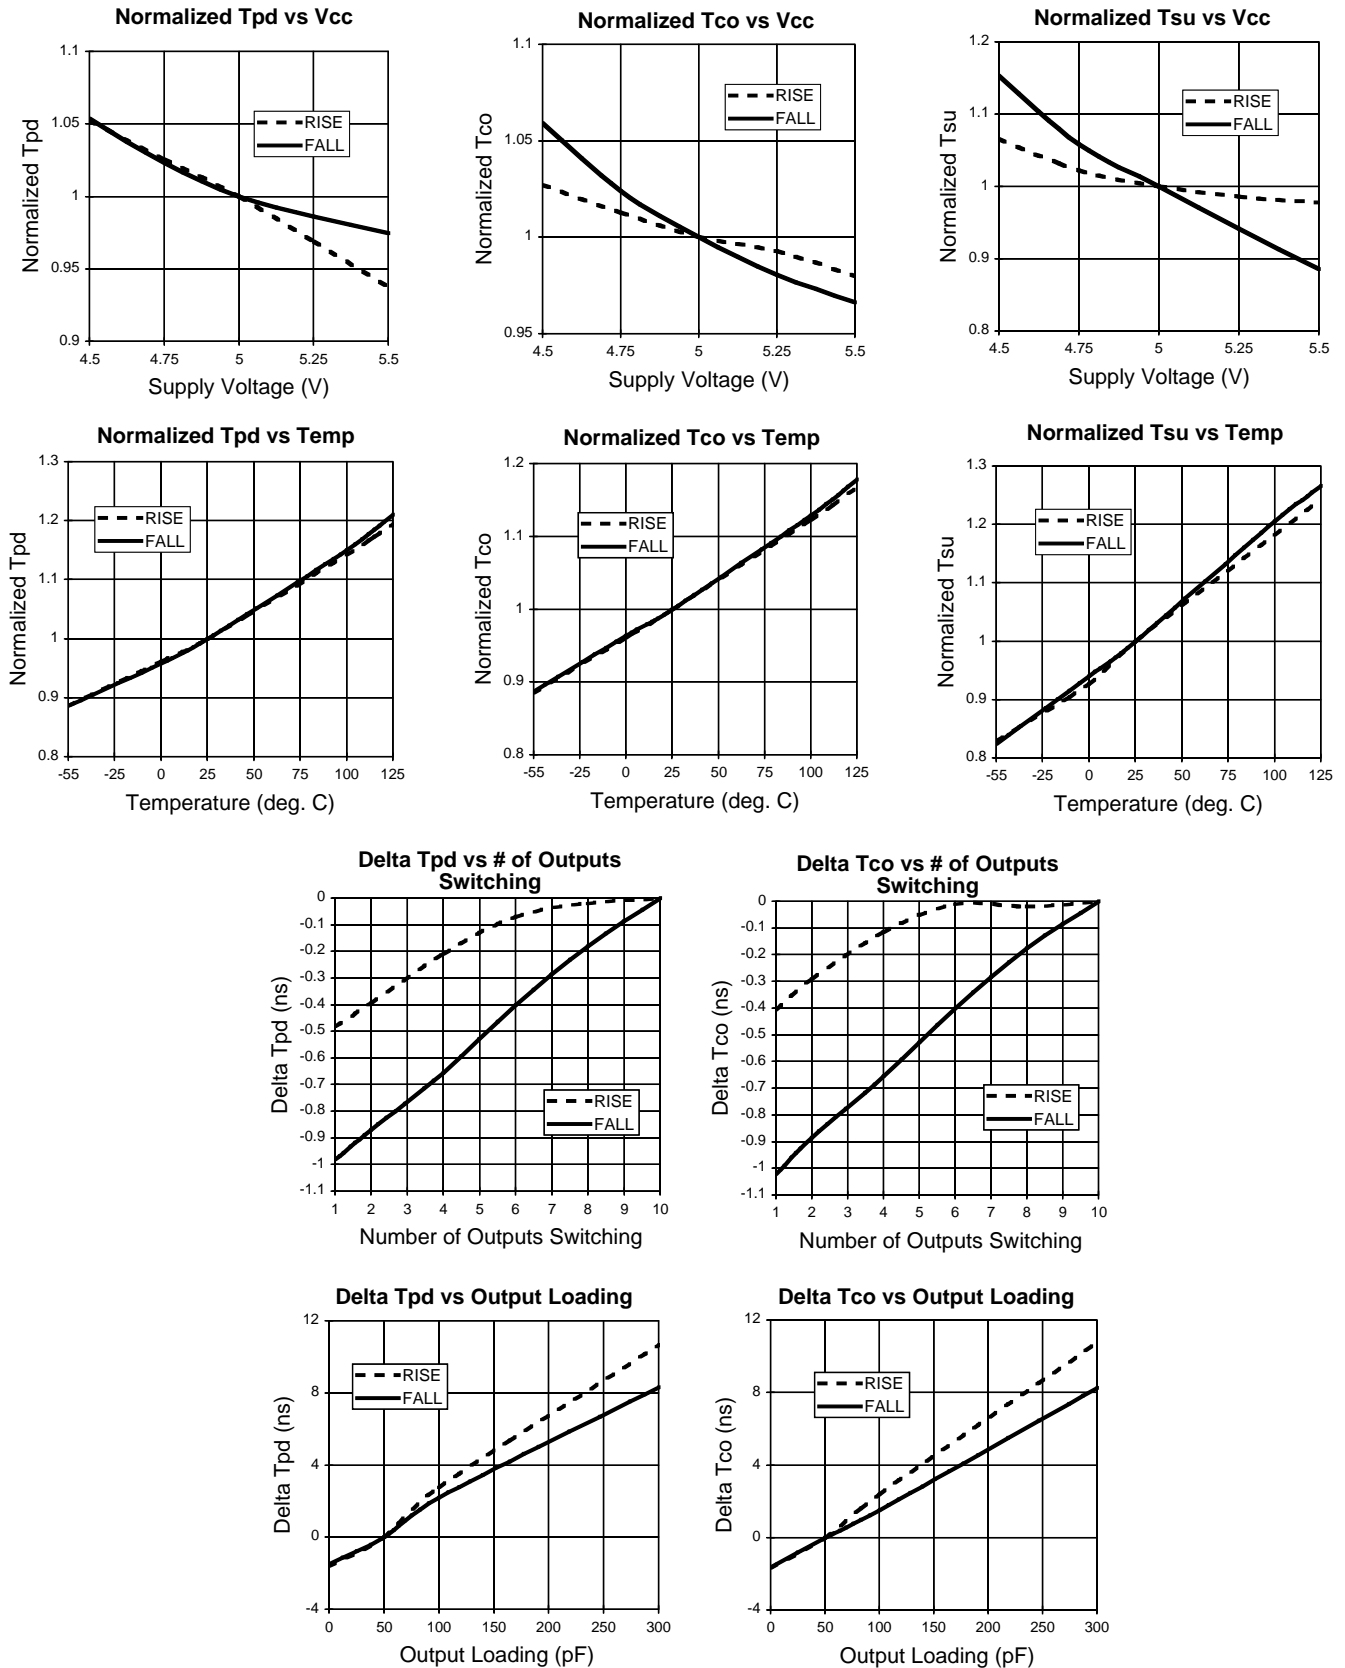 Normalized Tpd vs Vcc
1.1
1.05
1
0.95
0.9
Normalized Tpd
RISE
FALL
4.5 4.75 5 5.25 5.5
Supply Voltage (V)
Normalized Tco vs Vcc
1.1
1.05
1
0.95
Normalized Tco
RISE
FALL
4.5 4.75 5 5.25 5.5
Supply Voltage (V)
Normalized Tsu vs Vcc
1.2
1.1
1
0.9
0.8
Normalized Tsu
RISE
FALL
4.5 4.75 5 5.25 5.5
Supply Voltage (V)
Normalized Tpd vs Temp
1.3
1.2
1.1
1
0.9
0.8
Normalized Tpd
RISE
FALL
-55 -25 0 25 50 75 100 125
Temperature (deg. C)
Normalized Tco vs Temp
1.2
1.1
1
0.9
0.8
Normalized Tco
RISE
FALL
-55 -25 0 25 50 75 100 125
Temperature (deg. C)
Normalized Tsu vs Temp
1.3
1.2
1.1
1
0.9
0.8
Normalized Tsu
RISE
FALL
-55 -25 0 25 50 75 100 125
Temperature (deg. C)
Delta Tpd vs # of Outputs
Switching
0
-0.1
-0.2
-0.3
-0.4
-0.5
-0.6
-0.7
-0.8
-0.9
-1
-1.1
Delta Tpd (ns)
RISE
FALL
1 2 3 4 5 6 7 8 9 10
Number of Outputs Switching
Delta Tco vs # of Outputs
Switching
0
-0.1
-0.2
-0.3
-0.4
-0.5
-0.6
-0.7
-0.8
-0.9
-1
-1.1
Delta Tco (ns)
RISE
FALL
1 2 3 4 5 6 7 8 9 10
Number of Outputs Switching
Delta Tpd vs Output Loading
12
8
4
0
-4
Delta Tpd (ns)
RISE
FALL
0 50 100 150 200 250 300
Output Loading (pF)
Delta Tco vs Output Loading
12
8
4
0
-4
Delta Tco (ns)
RISE
FALL
0 50 100 150 200 250 300
Output Loading (pF)